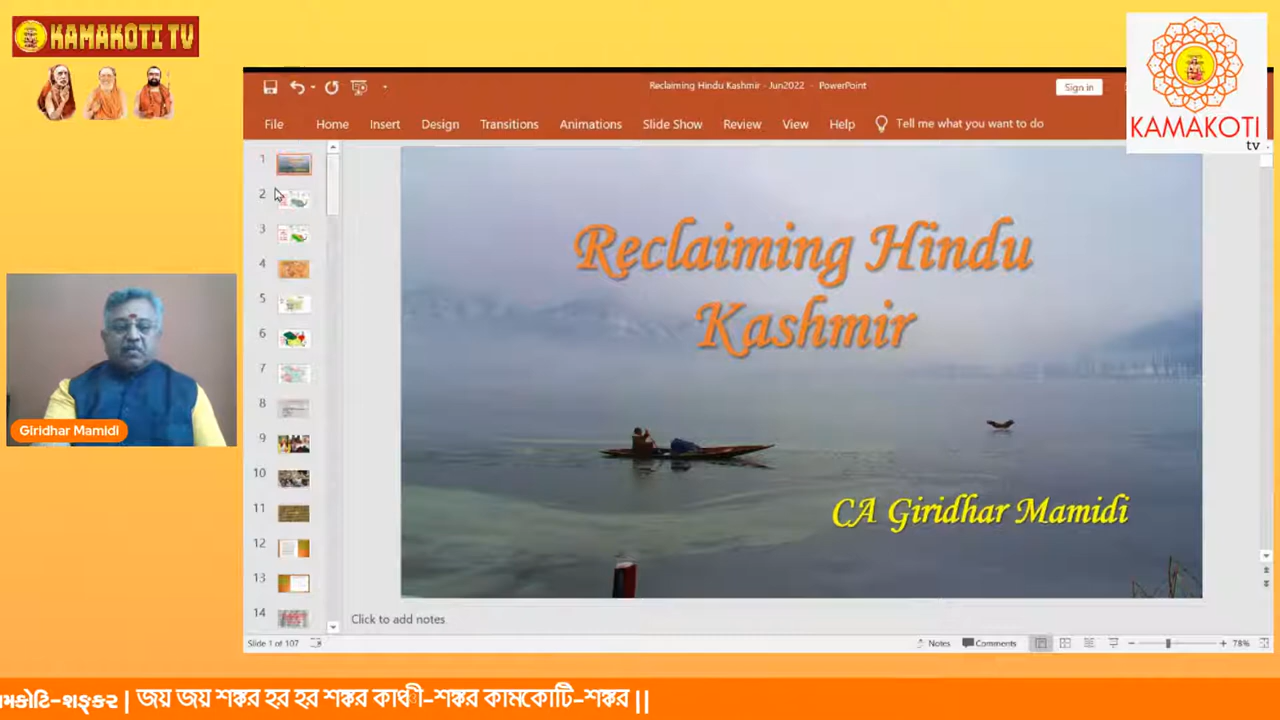 KAMAKOTI TV
KAMAKOTI
tv
Reclaiming Hindu Kashmir - Jun2022 - PowerPoint
Sign in
File Home Insert Design Transitions Animations Slide Show Review View Help Tell me what you want to do
1
2
3
4
5
6
7
8
9
10
11
12
13
14
Reclaiming Hindu
Kashmir
CA Giridhar Mamidi
Giridhar Mamidi
Click to add notes
Slide 1 of 107
Notes Comments 78%
મકોટિ-શઙ્કર | জয় জয় শঙ্কর হর হর শঙ্কর কাঞ্চী-শঙ্কর কামকোটি-শঙ্কর ||